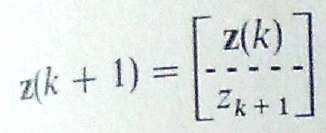 z(k + 1) = [ z(k)
- - - - -
z_{k + 1} ]